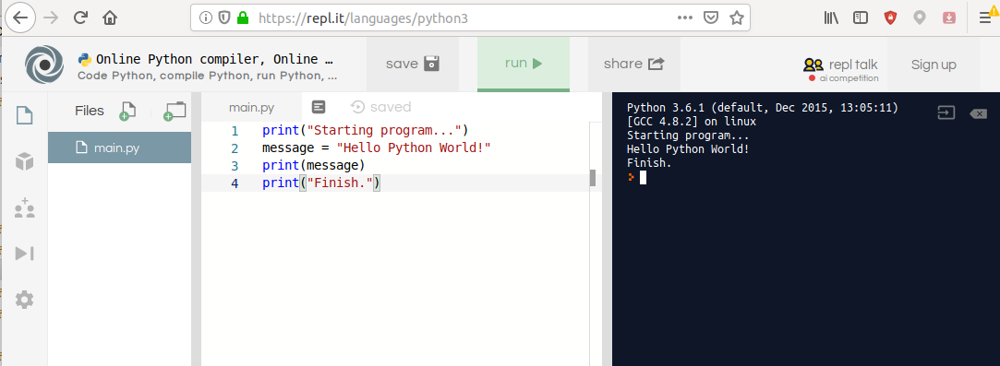 https://repl.it/languages/python3
Online Python compiler, Online …
Code Python, compile Python, run Python, ...
save
run
share
repl talk
ai competition
Sign up
Files
main.py
main.py
saved
1 print("Starting program...")
2 message = "Hello Python World!"
3 print(message)
4 print("Finish.")
Python 3.6.1 (default, Dec 2015, 13:05:11)
[GCC 4.8.2] on linux
Starting program...
Hello Python World!
Finish.